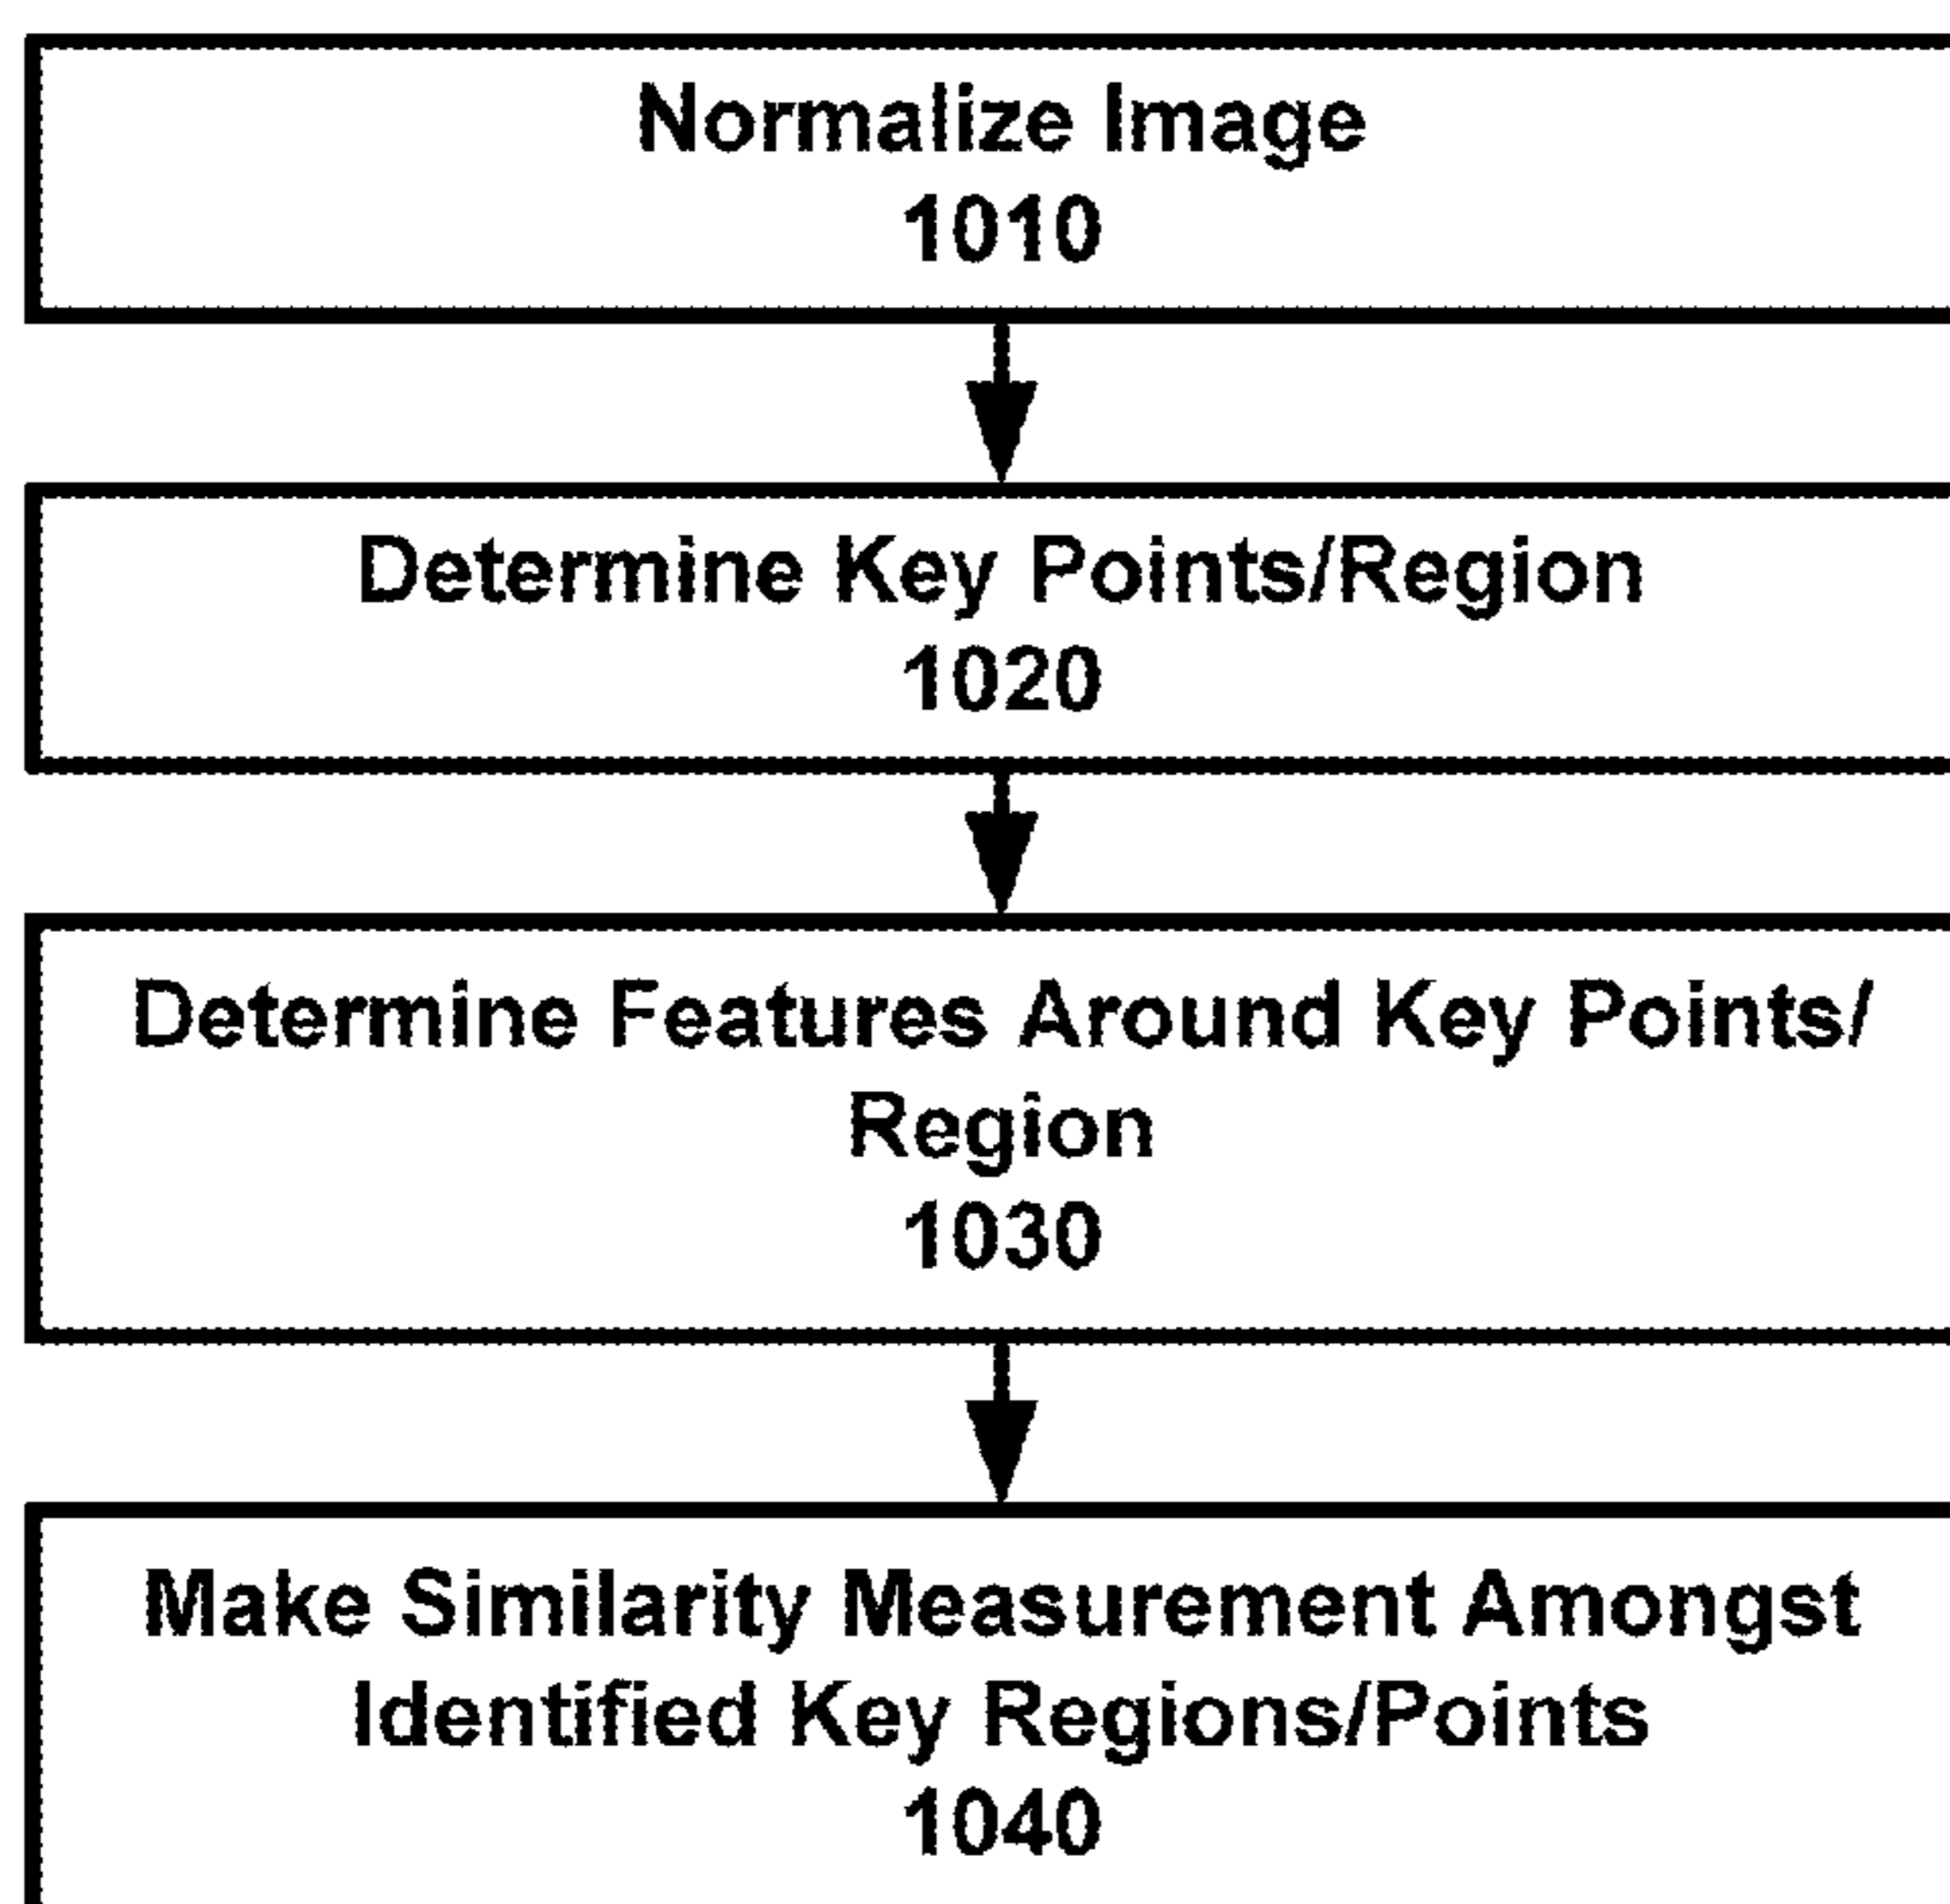 Normalize Image
1010
Determine Key Points/Region
1020
Determine Features Around Key Points/
Region
1030
Make Similarity Measurement Amongst
Identified Key Regions/Points
1040